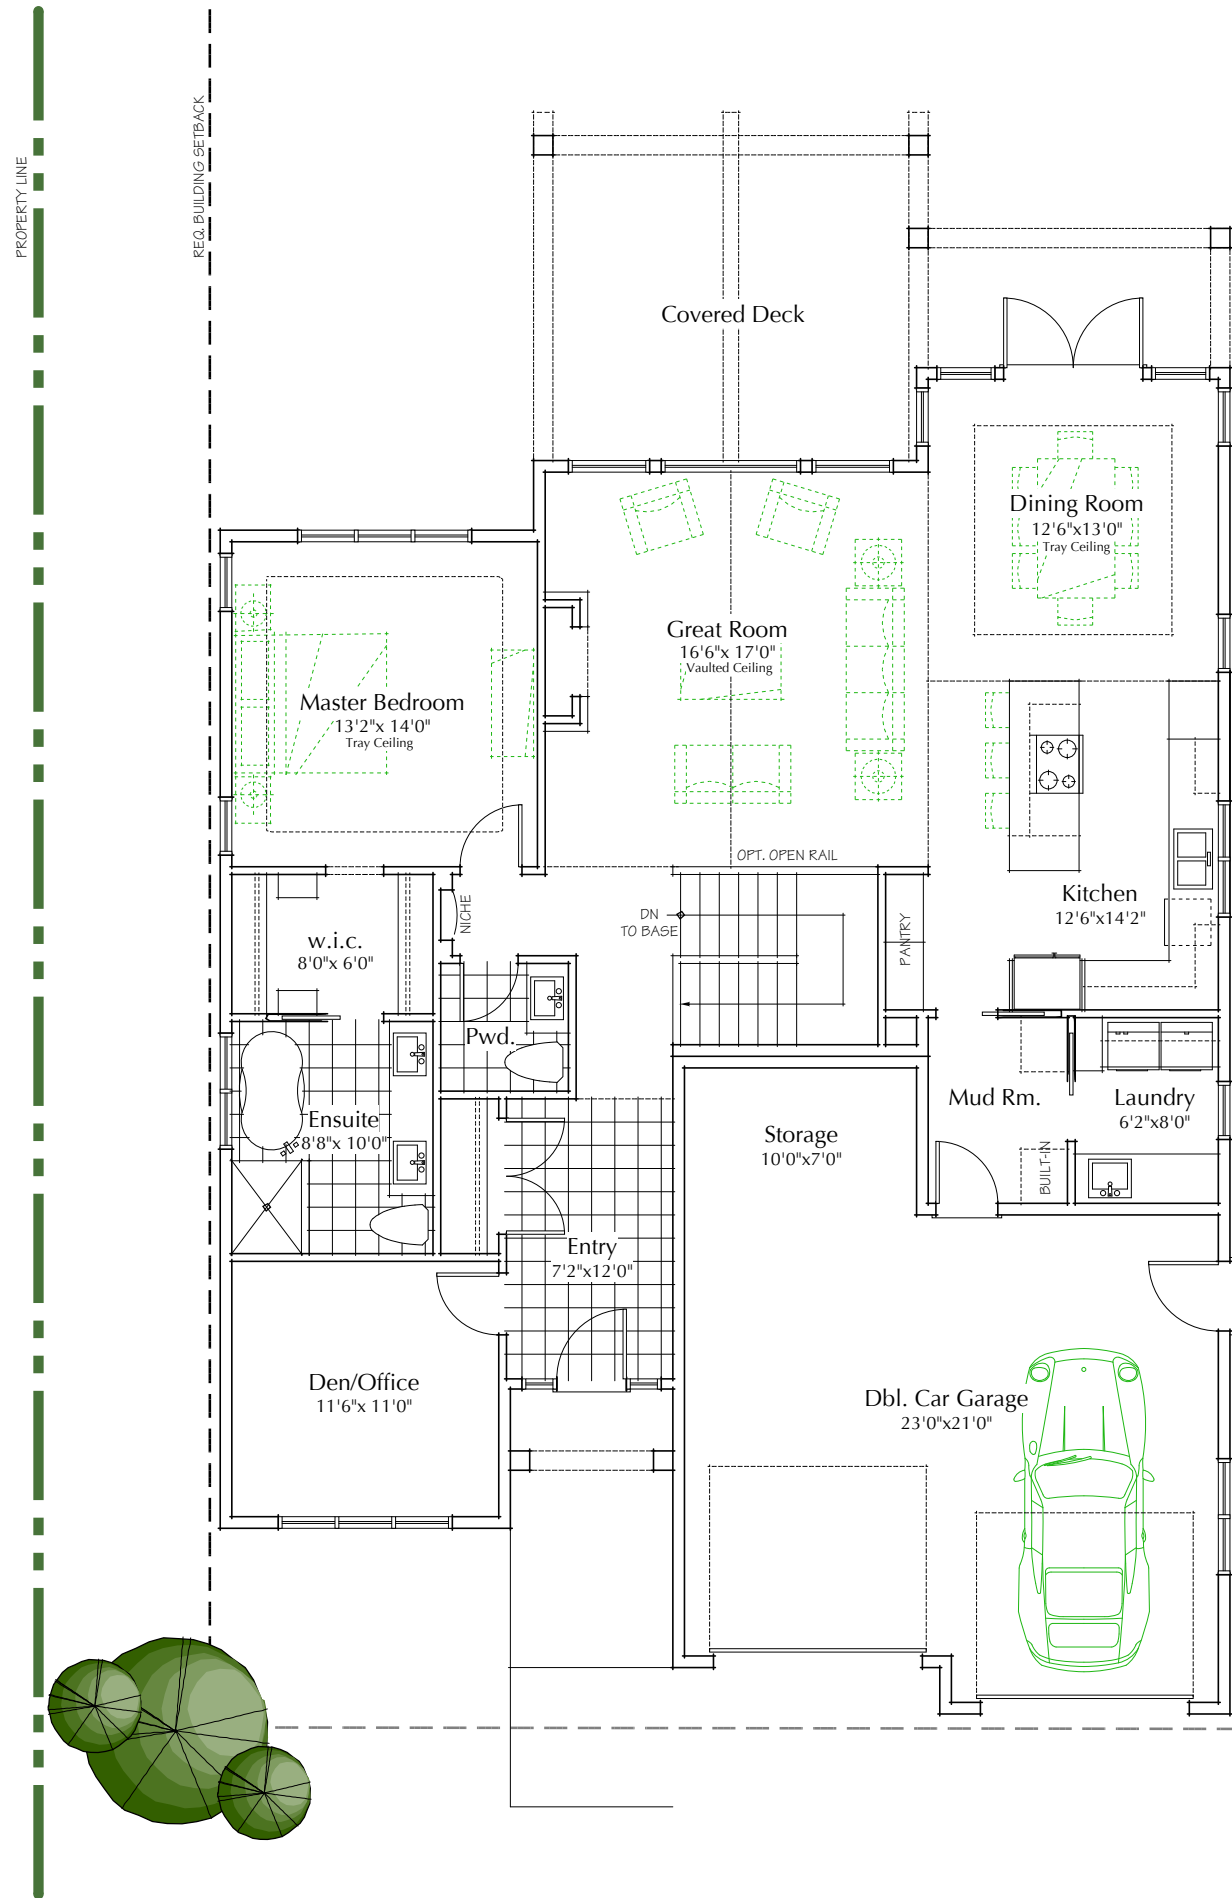 PROPERTY LINE
REQ. BUILDING SETBACK
Covered Deck
Dining Room
12'6"x13'0"
Tray Ceiling
Great Room
16'6"x 17'0"
Vaulted Ceiling
Master Bedroom
13'2"x 14'0"
Tray Ceiling
OPT. OPEN RAIL
Kitchen
12'6"x14'2"
NICHE
DN
TO BASE
PANTRY
w.i.c.
8'0"x 6'0"
Pwd.
Mud Rm.
Laundry
6'2"x8'0"
Ensuite
8'8"x 10'0"
Storage
10'0"x7'0"
BUILT-IN
Entry
7'2"x12'0"
Den/Office
11'6"x 11'0"
Dbl. Car Garage
23'0"x21'0"